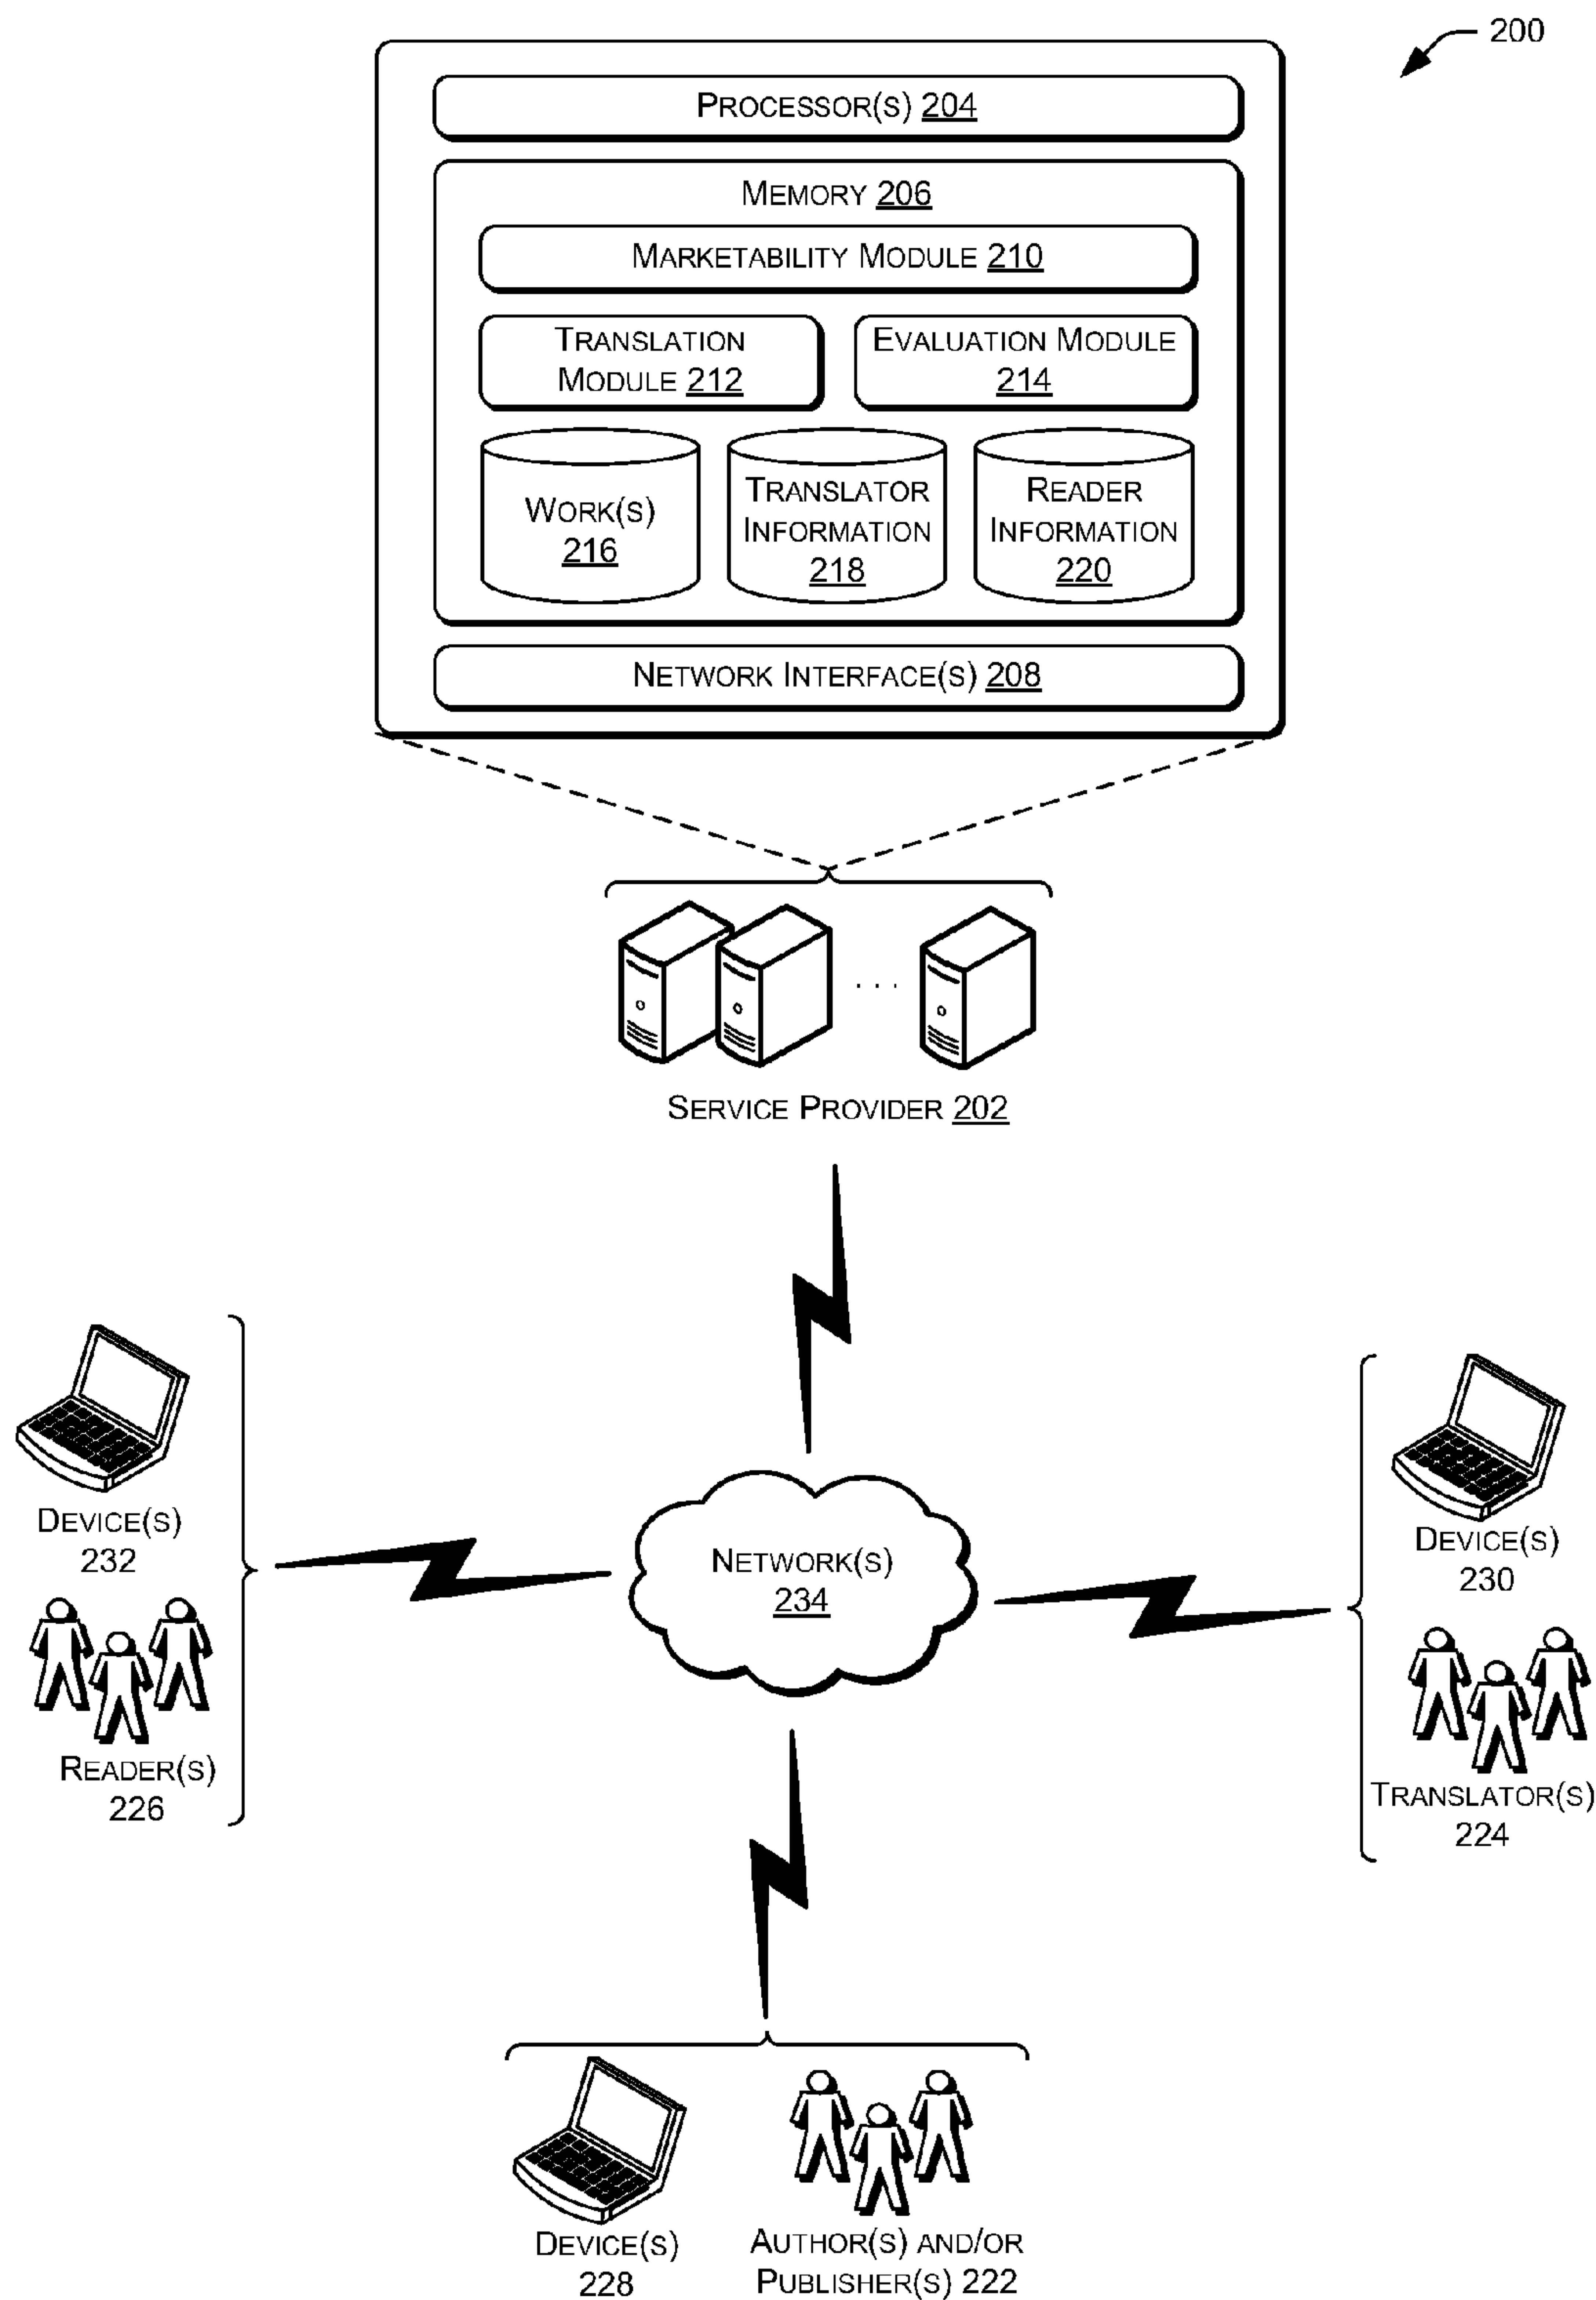 200
PROCESSOR(S) 204
MEMORY 206
MARKETABILITY MODULE 210
TRANSLATION
MODULE 212
EVALUATION MODULE
214
WORK(S)
216
TRANSLATOR
INFORMATION
218
READER
INFORMATION
220
NETWORK INTERFACE(S) 208
. . .
SERVICE PROVIDER 202
DEVICE(S)
232
READER(S)
226
NETWORK(S)
234
DEVICE(S)
230
TRANSLATOR(S)
224
DEVICE(S)
228
AUTHOR(S) AND/OR
PUBLISHER(S) 222